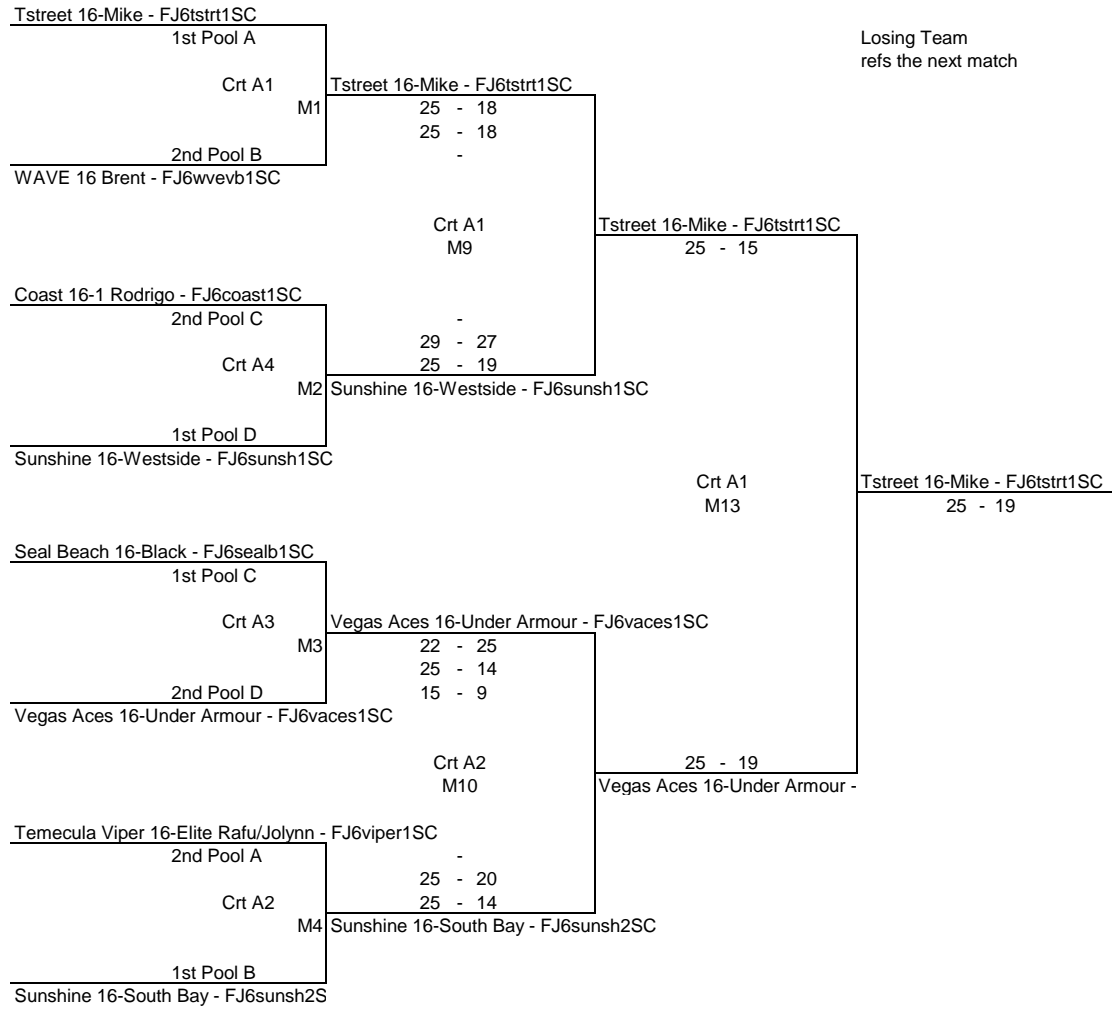 Tstreet 16-Mike - FJ6tstrt1SC
1st Pool A
Losing Team
refs the next match
Crt A1
Tstreet 16-Mike - FJ6tstrt1SC
M1
25 - 18
25 - 18
2nd Pool B
-
WAVE 16 Brent - FJ6wvevb1SC
Crt A1
Tstreet 16-Mike - FJ6tstrt1SC
M9
25 - 15
Coast 16-1 Rodrigo - FJ6coast1SC
2nd Pool C
-
29 - 27
Crt A4
25 - 19
M2
Sunshine 16-Westside - FJ6sunsh1SC
1st Pool D
Sunshine 16-Westside - FJ6sunsh1SC
Crt A1
Tstreet 16-Mike - FJ6tstrt1SC
M13
25 - 19
Seal Beach 16-Black - FJ6sealb1SC
1st Pool C
Crt A3
Vegas Aces 16-Under Armour - FJ6vaces1SC
M3
22 - 25
25 - 14
2nd Pool D
15 - 9
Vegas Aces 16-Under Armour - FJ6vaces1SC
Crt A2
25 - 19
M10
Vegas Aces 16-Under Armour -
Temecula Viper 16-Elite Rafu/Jolynn - FJ6viper1SC
2nd Pool A
-
25 - 20
Crt A2
25 - 14
M4
Sunshine 16-South Bay - FJ6sunsh2SC
1st Pool B
Sunshine 16-South Bay - FJ6sunsh2S